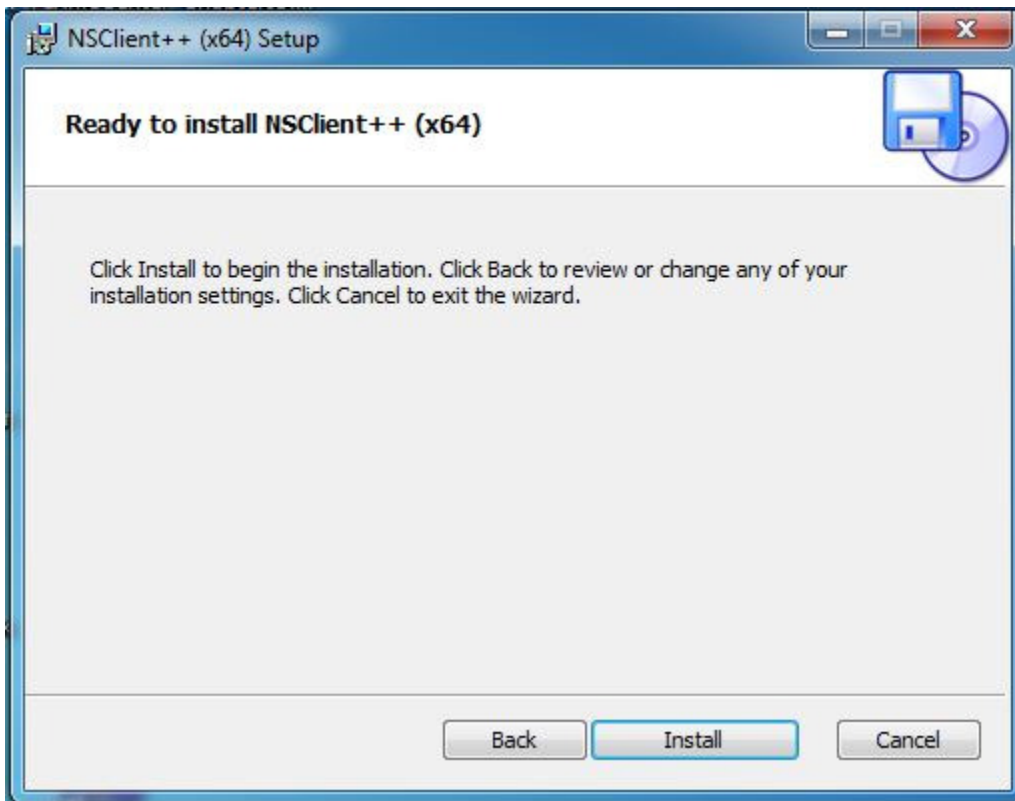 NSClient++ (x64) Setup
Ready to install NSClient++ (x64)
Click Install to begin the installation. Click Back to review or change any of your
installation settings. Click Cancel to exit the wizard.
Back
Install
Cancel